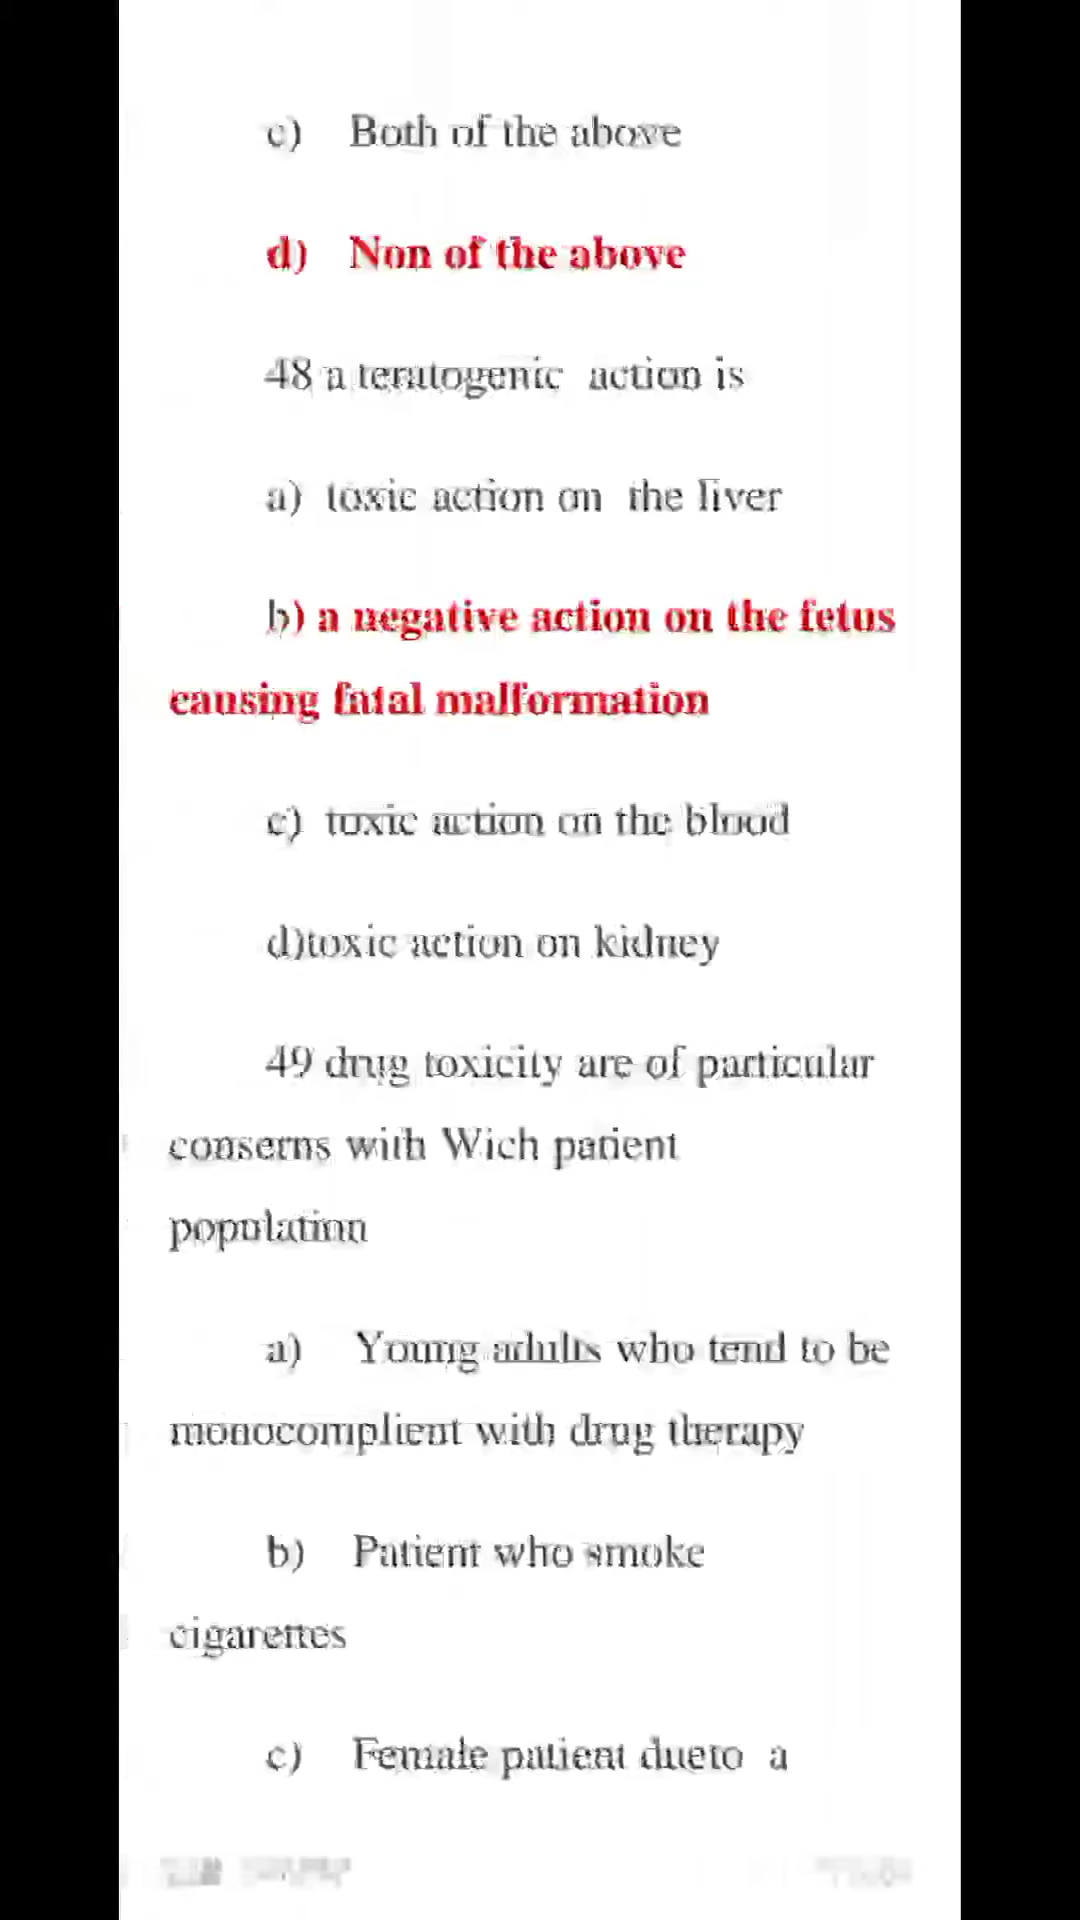 c) Both of the above
d) Non of the above
48 a teratogenic action is
a) toxic action on the liver
b) a negative action on the fetus
causing fatal malformation
c) toxic action on the blood
d)toxic action on kidney
49 drug toxicity are of particular
conserns with Wich patient
population
a) Young adults who tend to be
monocomplient with drug therapy
b) Patient who smoke
cigarettes
c) Female patient dueto a